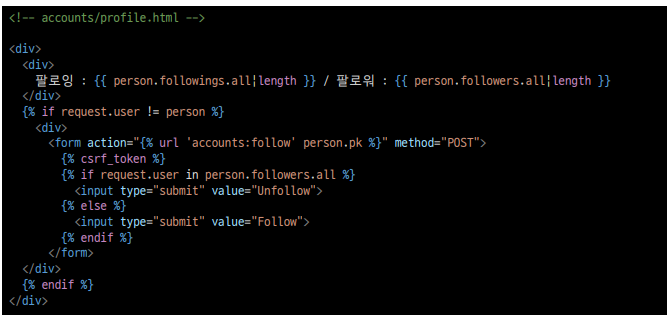 <!-- accounts/profile.html -->
<div>
<div>
팔로잉 : {{ person.followings.all|length }} / 팔로워 : {{ person.followers.all|length }}
</div>
{% if request.user != person %}
<div>
<form action="{% url 'accounts:follow' person.pk %}" method="POST">
{% csrf_token %}
{% if request.user in person.followers.all %}
<input type="submit" value="Unfollow">
{% else %}
<input type="submit" value="Follow">
{% endif %}
</form>
</div>
{% endif %}
</div>